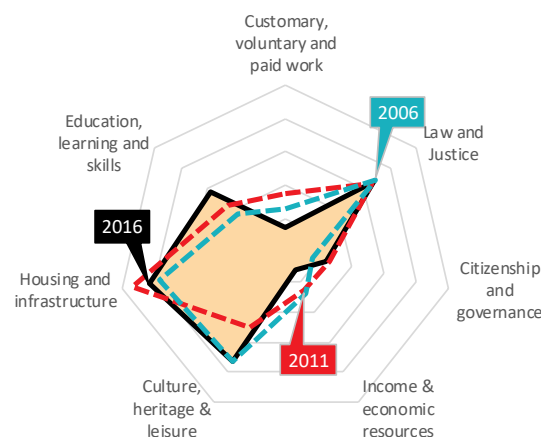 Customary,
voluntary and
paid work
2006
Law and
Justice
Education,
learning and
skills
2016
Housing and
infrastructure
Citizenship
and
governance
2011
Culture,
heritage &
leisure
Income &
economic
resources